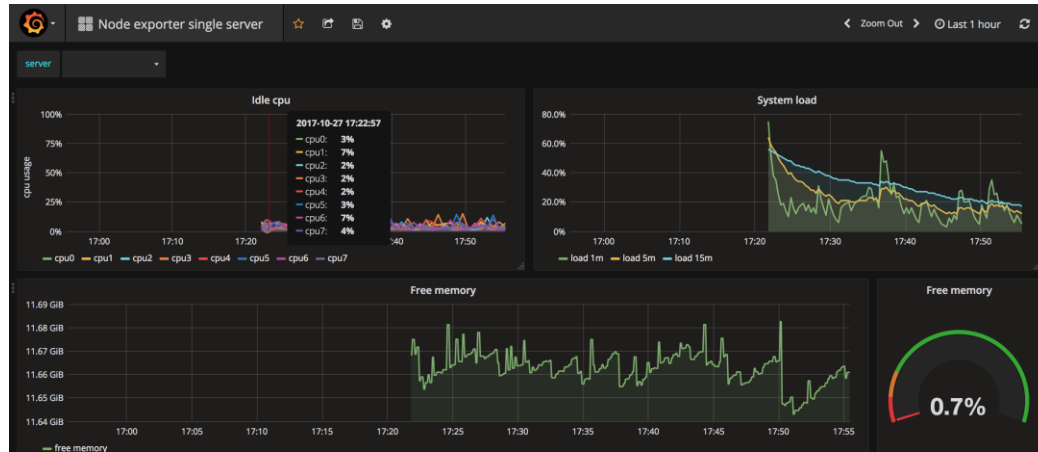 Node exporter single server
Zoom Out
Last 1 hour
server
Idle cpu
cpu usage
100%
75%
50%
25%
0%
17:00 17:10 17:20 :40 17:50
2017-10-27 17:22:57
cpu0: 3%
cpu1: 7%
cpu2: 2%
cpu3: 2%
cpu4: 2%
cpu5: 3%
cpu6: 7%
cpu7: 4%
cpu0 cpu1 cpu2 cpu3 cpu4 cpu5 cpu6 cpu7
System load
80.0%
60.0%
40.0%
20.0%
0%
17:00 17:10 17:20 17:30 17:40 17:50
load 1m load 5m load 15m
Free memory
11.69 GiB
11.68 GiB
11.67 GiB
11.66 GiB
11.65 GiB
11.64 GiB
17:00 17:05 17:10 17:15 17:20 17:25 17:30 17:35 17:40 17:45 17:50 17:55
free memory
Free memory
0.7%